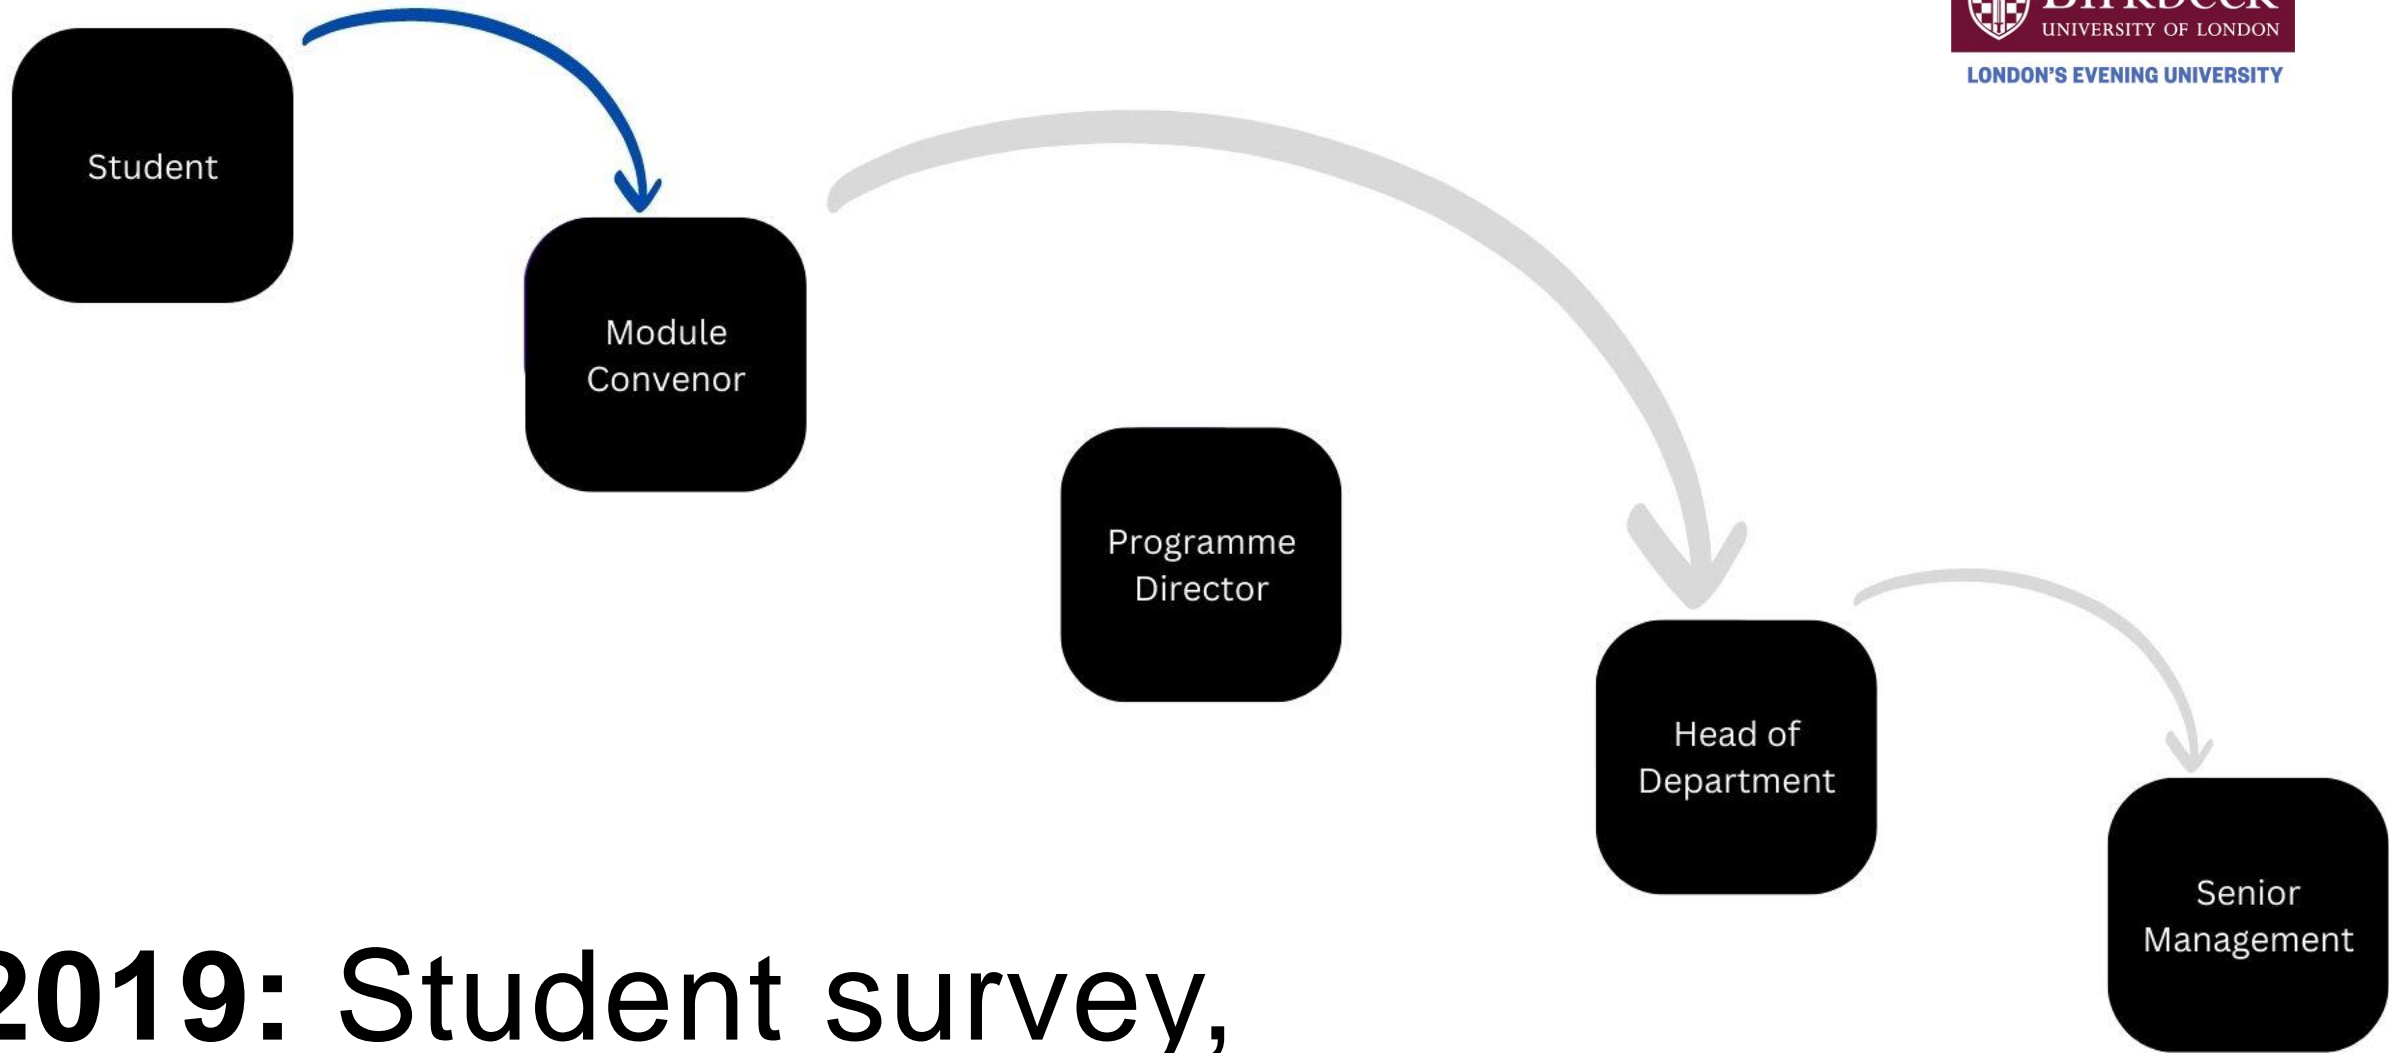 UNIVERSITY OF LONDON
LONDON'S EVENING UNIVERSITY
Student
Module
Convenor
Programme
Director
Head of
Department
Senior
Management
2019: Student survey,